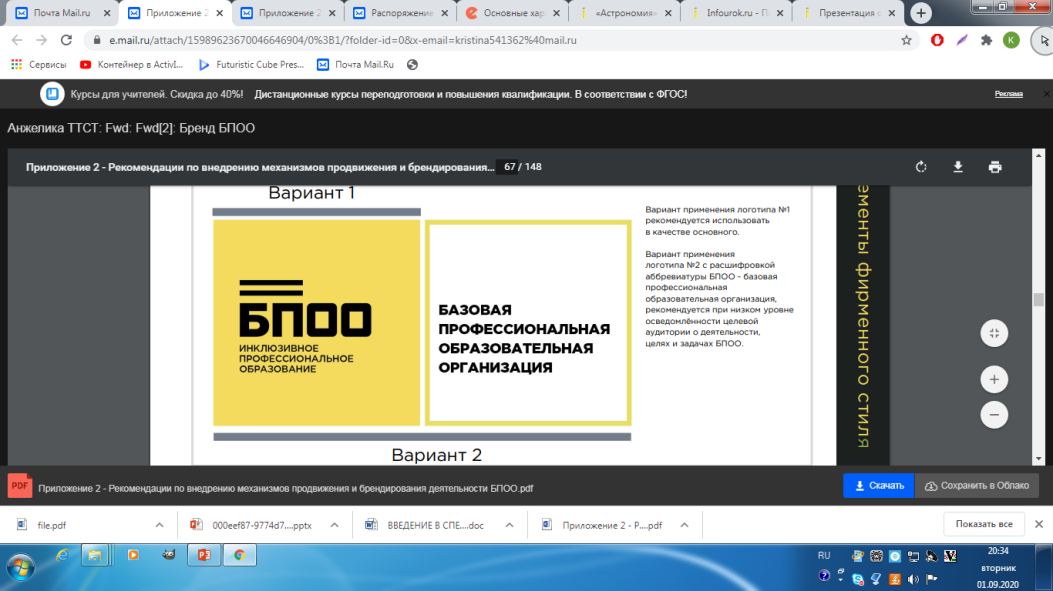 Почта Mail.ru
Приложение 2
Приложение 2
Распоряжение
Основные хар
«Астрономия»
Infourok.ru - П
Презентация с
e.mail.ru/attach/15989623670046646904/0%3B1/?folder-id=0&x-email=kristina541362%40mail.ru
K
Сервисы
Контейнер в ActivI...
Futuristic Cube Pres...
Почта Mail.Ru
Курсы для учителей. Скидка до 40%! Дистанционные курсы переподготовки и повышения квалификации. В соответствии с ФГОС!
Реклама
Анжелика ТТСТ: Fwd: Fwd[2]: Бренд БПОО
Приложение 2 - Рекомендации по внедрению механизмов продвижения и брендирования... 67 / 148
Вариант 1
БПОО
ИНКЛЮЗИВНОЕ
ПРОФЕССИОНАЛЬНОЕ
ОБРАЗОВАНИЕ
БАЗОВАЯ
ПРОФЕССИОНАЛЬНАЯ
ОБРАЗОВАТЕЛЬНАЯ
ОРГАНИЗАЦИЯ
Вариант 2
Вариант применения логотипа №1
рекомендуется использовать
в качестве основного.
Вариант применения
логотипа №2 с расшифровкой
аббревиатуры БПОО - базовая
профессиональная
образовательная организация,
рекомендуется при низком уровне
осведомлённости целевой
аудитории о деятельности,
целях и задачах БПОО.
ементы фирменного стиля
PDF
Приложение 2 - Рекомендации по внедрению механизмов продвижения и брендирования деятельности БПОО.pdf
Скачать
Сохранить в Облако
file.pdf
000eef87-9774d7....pptx
ВВЕДЕНИЕ В СПЕ....doc
Приложение 2 - Р....pdf
Показать все
RU
20:34
вторник
01.09.2020